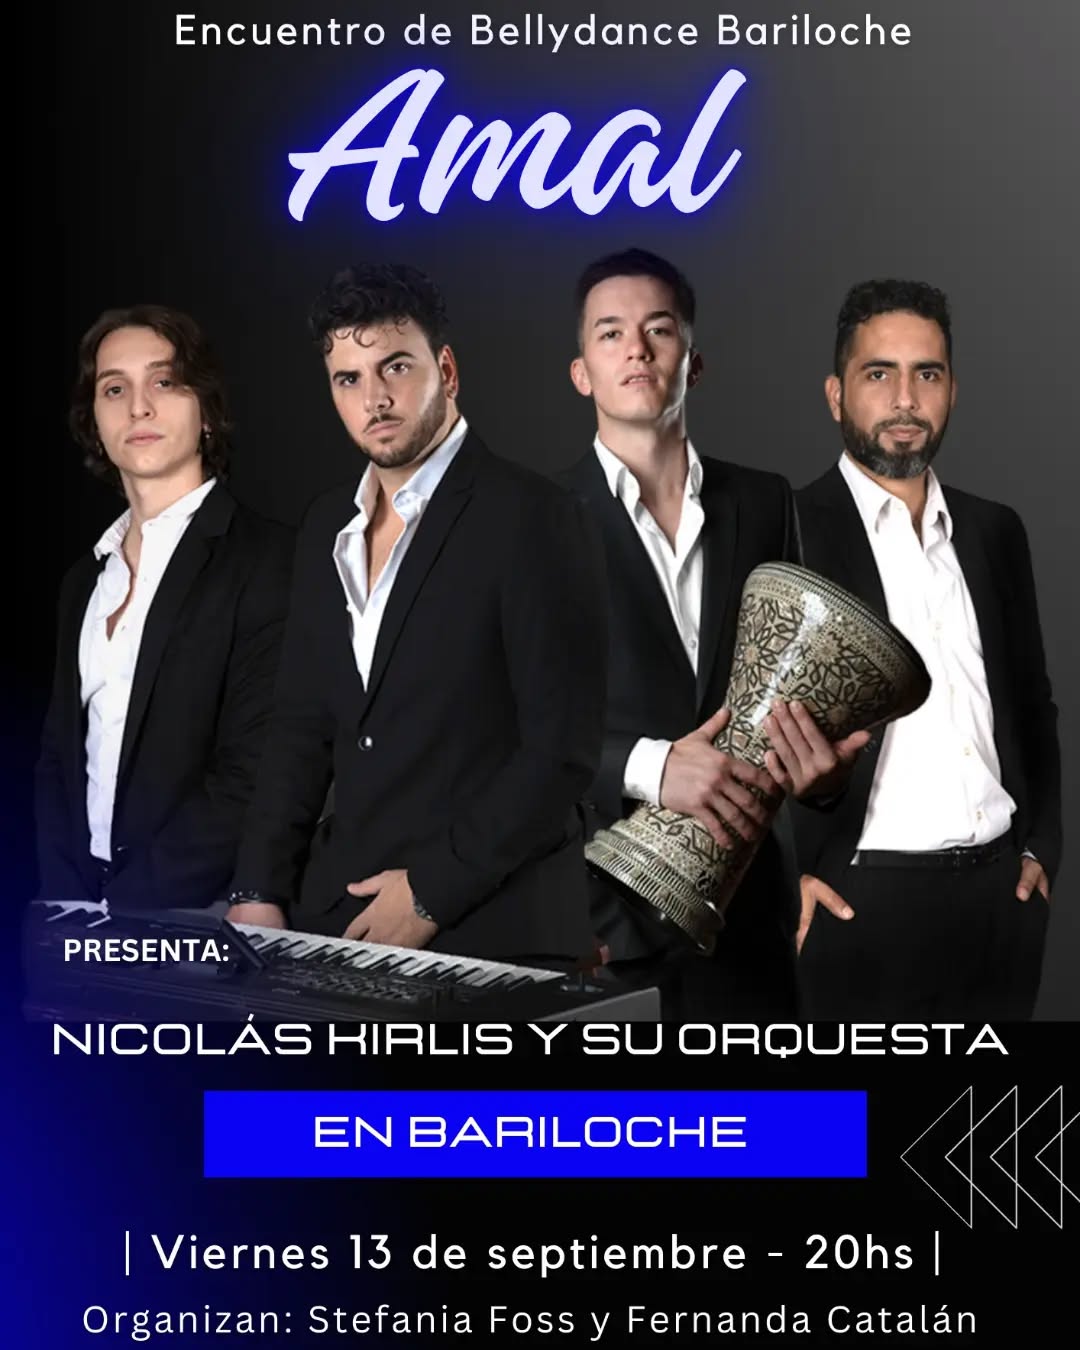 Encuentro de Bellydance Bariloche
Amal
PRESENTA:
NICOLÁS KIRLIS Y SU ORQUESTA
EN BARILOCHE
| Viernes 13 de septiembre - 20hs |
Organizan: Stefania Foss y Fernanda Catalán